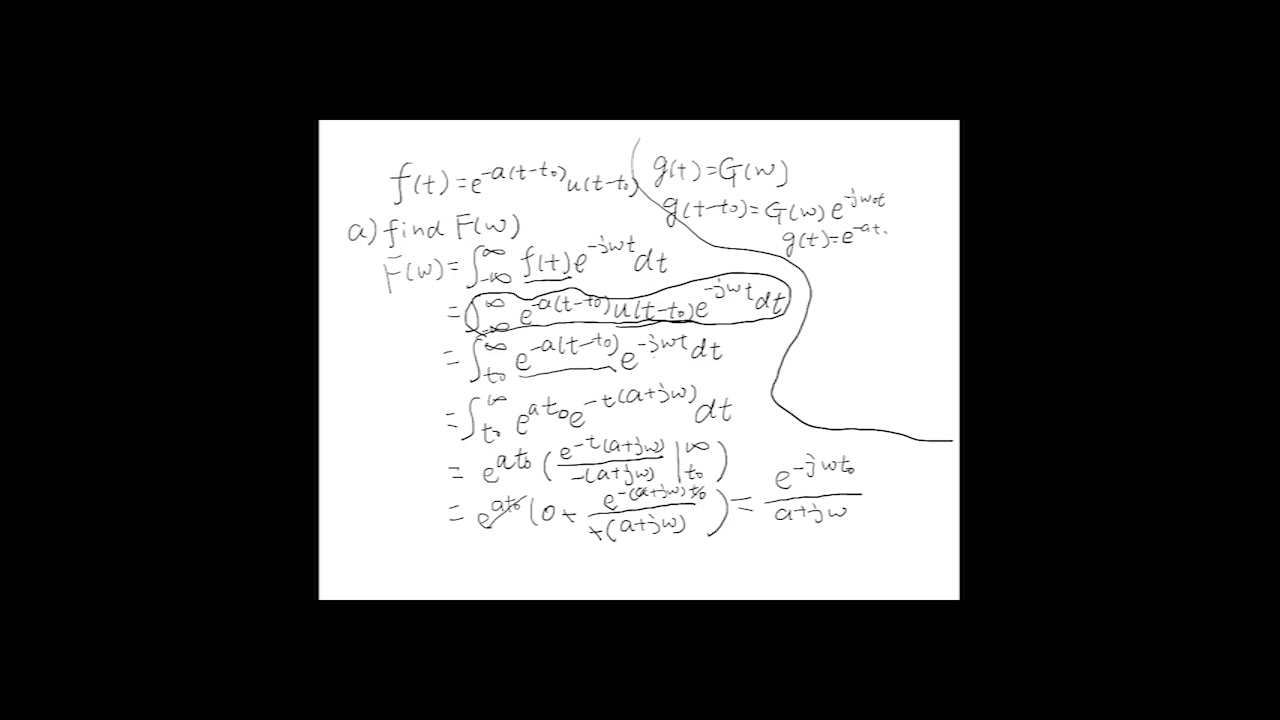 f(t)=e^{-a(t-t₀)}u(t-t₀)
g(t)=G(w)
g(t-t₀)=G(w)e^{-jw₀t}
g(t)=e^{-at.}
a) find F(w)
F(w)=∫_{-∞}^{∞} f(t)e^{-jwt}dt
=∫_{-∞}^{∞} e^{-a(t-t₀)}u(t-t₀)e^{-jwt}dt
=∫_{t₀}^{∞} e^{-a(t-t₀)}e^{-jwt}dt
=∫_{t₀}^{∞} e^{at₀}e^{-t(a+jw)}dt
= e^{at₀}(e^{-t(a+jw)}/-(a+jw) |_{t₀}^{∞})
= e^{at₀}(0+ e^{-(a+jw)t₀}/+(a+jw)) = e^{-jwt₀}/a+jw